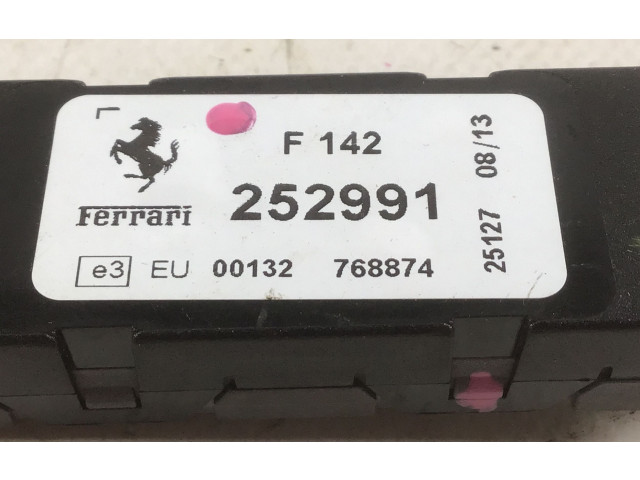 F 142
Ferrari
252991
e3 EU 00132 768874
25127 08/13